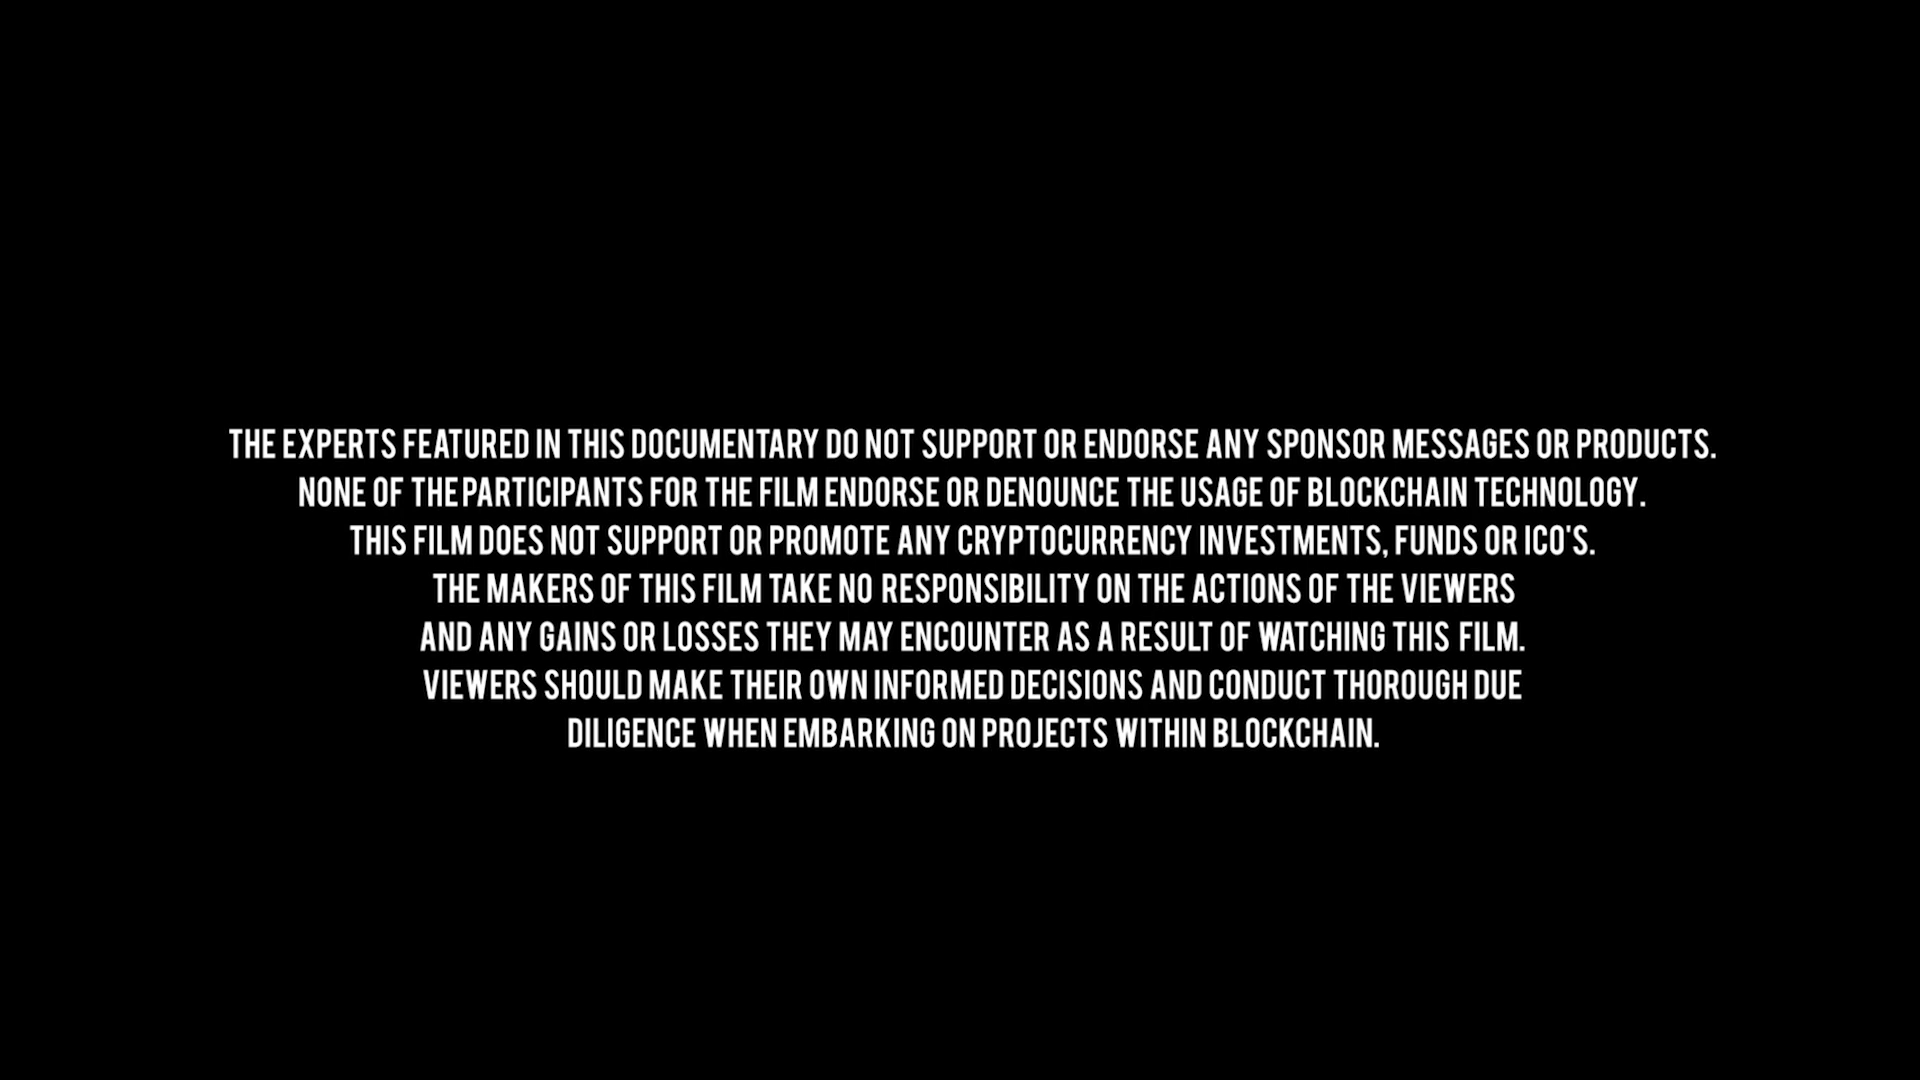 THE EXPERTS FEATURED IN THIS DOCUMENTARY DO NOT SUPPORT OR ENDORSE ANY SPONSOR MESSAGES OR PRODUCTS.
NONE OF THE PARTICIPANTS FOR THE FILM ENDORSE OR DENOUNCE THE USAGE OF BLOCKCHAIN TECHNOLOGY.
THIS FILM DOES NOT SUPPORT OR PROMOTE ANY CRYPTOCURRENCY INVESTMENTS, FUNDS OR ICO'S.
THE MAKERS OF THIS FILM TAKE NO RESPONSIBILITY ON THE ACTIONS OF THE VIEWERS
AND ANY GAINS OR LOSSES THEY MAY ENCOUNTER AS A RESULT OF WATCHING THIS FILM.
VIEWERS SHOULD MAKE THEIR OWN INFORMED DECISIONS AND CONDUCT THOROUGH DUE
DILIGENCE WHEN EMBARKING ON PROJECTS WITHIN BLOCKCHAIN.